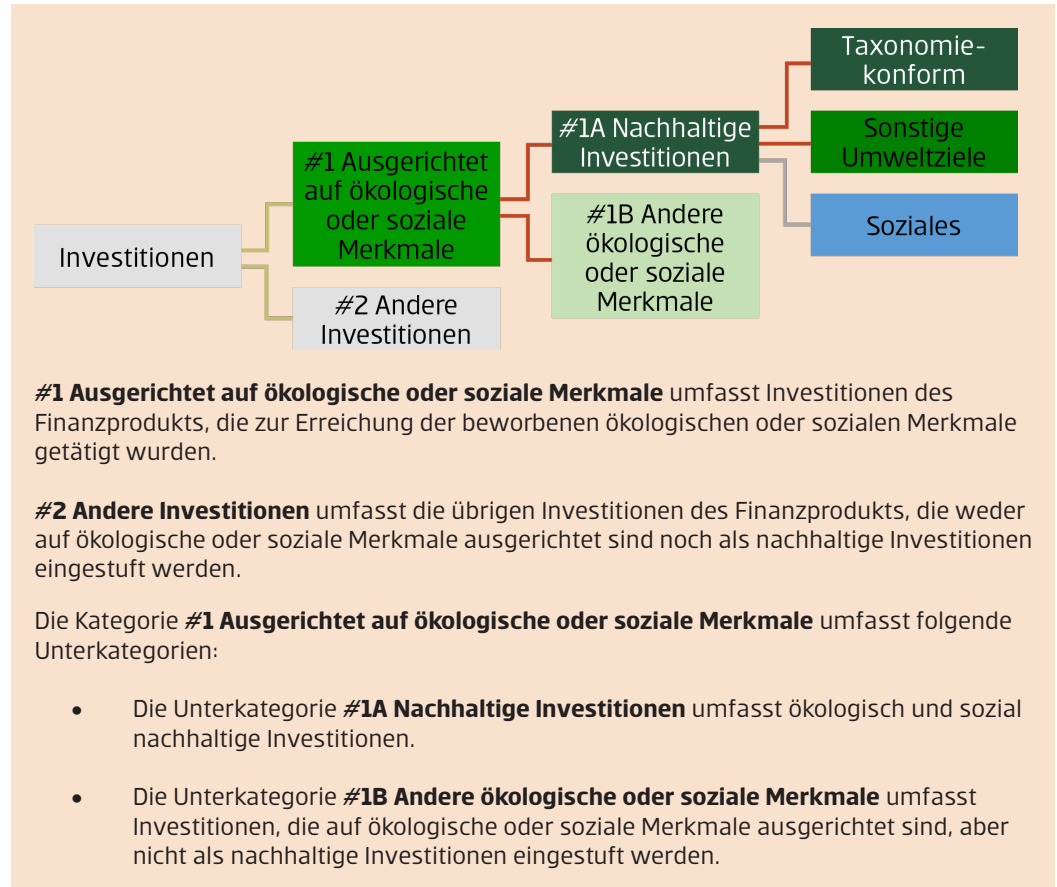 Taxonomie-
konform
#1A Nachhaltige
Investitionen
Sonstige
Umweltziele
#1 Ausgerichtet
auf ökologische
oder soziale
Merkmale
#1B Andere
ökologische
oder soziale
Merkmale
Soziales
Investitionen
#2 Andere
Investitionen
#1 Ausgerichtet auf ökologische oder soziale Merkmale umfasst Investitionen des
Finanzprodukts, die zur Erreichung der beworbenen ökologischen oder sozialen Merkmale
getätigt wurden.
#2 Andere Investitionen umfasst die übrigen Investitionen des Finanzprodukts, die weder
auf ökologische oder soziale Merkmale ausgerichtet sind noch als nachhaltige Investitionen
eingestuft werden.
Die Kategorie #1 Ausgerichtet auf ökologische oder soziale Merkmale umfasst folgende
Unterkategorien:
• Die Unterkategorie #1A Nachhaltige Investitionen umfasst ökologisch und sozial
nachhaltige Investitionen.
• Die Unterkategorie #1B Andere ökologische oder soziale Merkmale umfasst
Investitionen, die auf ökologische oder soziale Merkmale ausgerichtet sind, aber
nicht als nachhaltige Investitionen eingestuft werden.